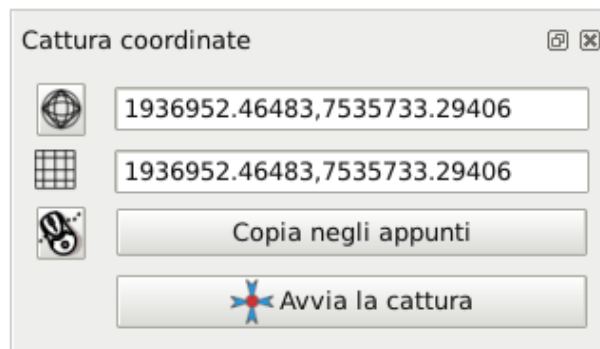 Cattura coordinate
1936952.46483,7535733.29406
1936952.46483,7535733.29406
Copia negli appunti
Avvia la cattura